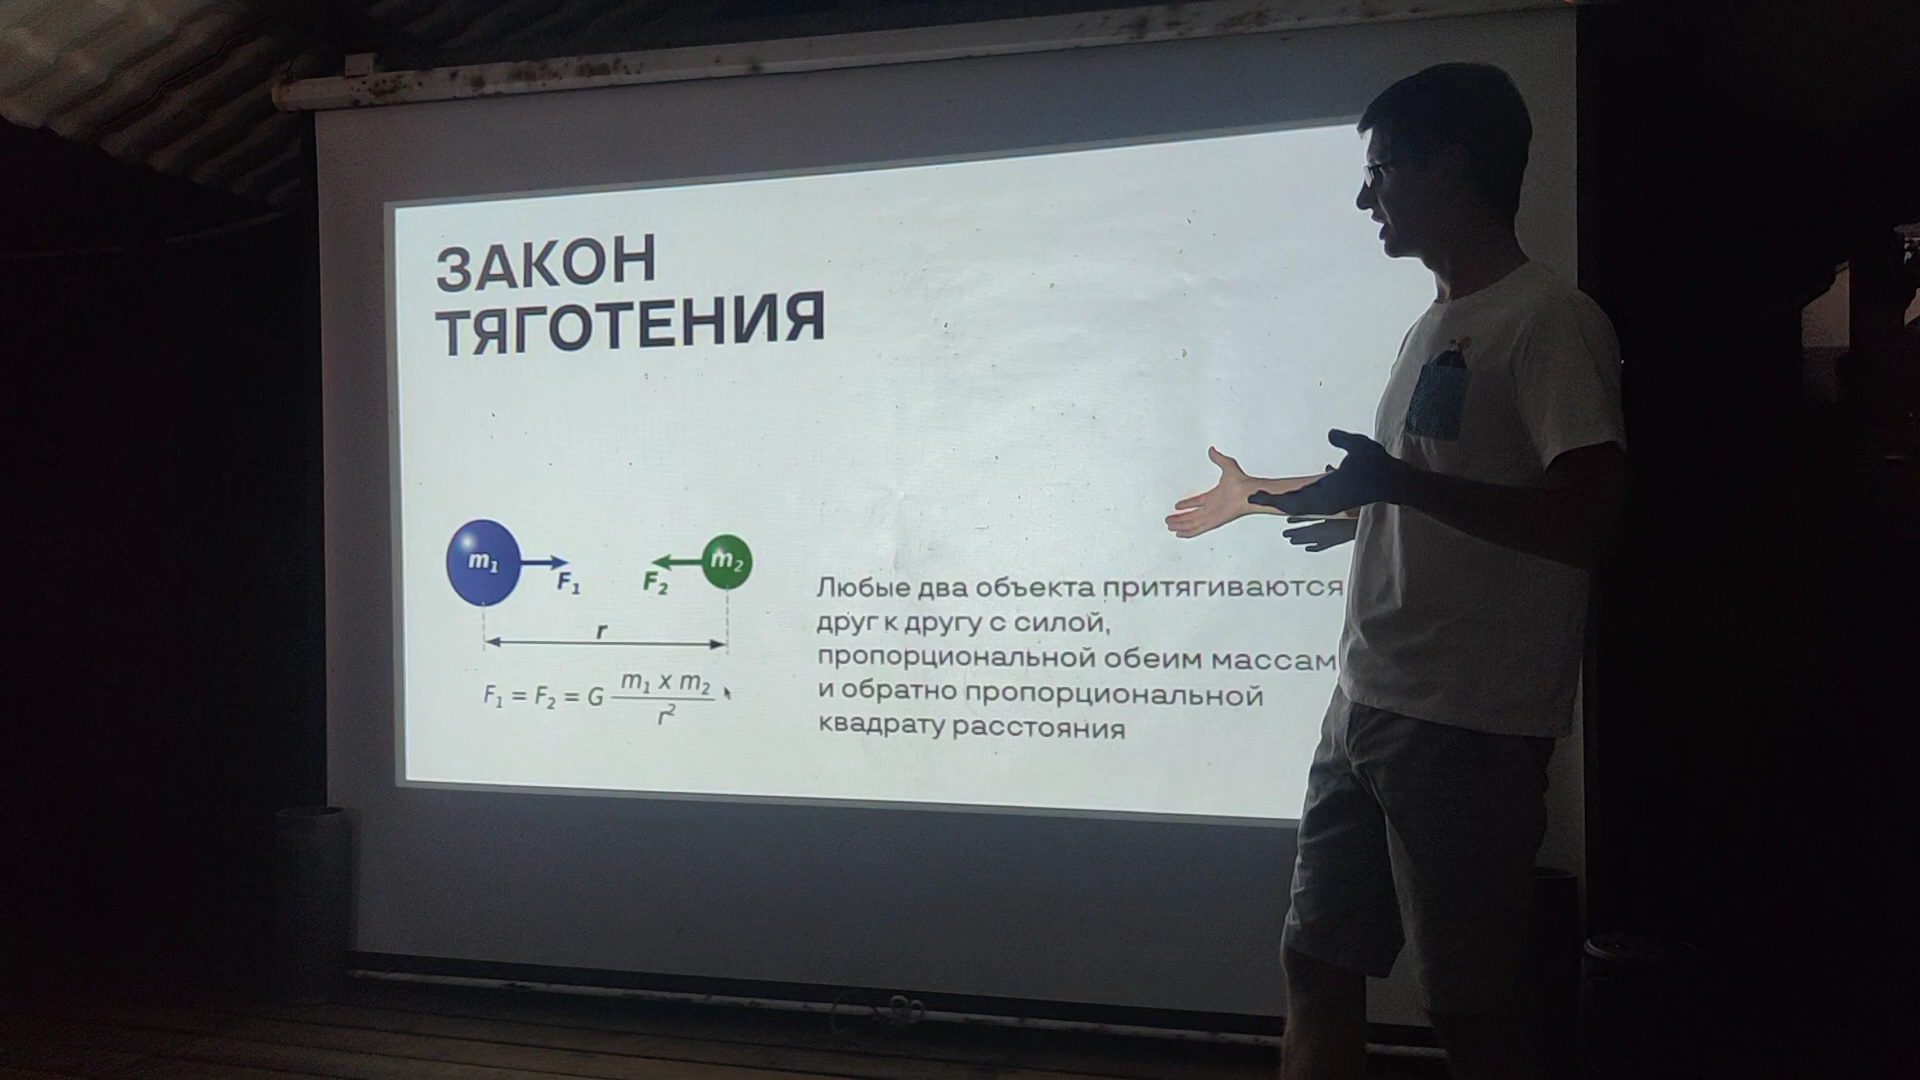 ЗАКОН
ТЯГОТЕНИЯ
m₁
F₁
F₂
m₂
r
F₁ = F₂ = G m₁ x m₂ / r²
Любые два объекта притягиваются
друг к другу с силой,
пропорциональной обеим массам
и обратно пропорциональной
квадрату расстояния